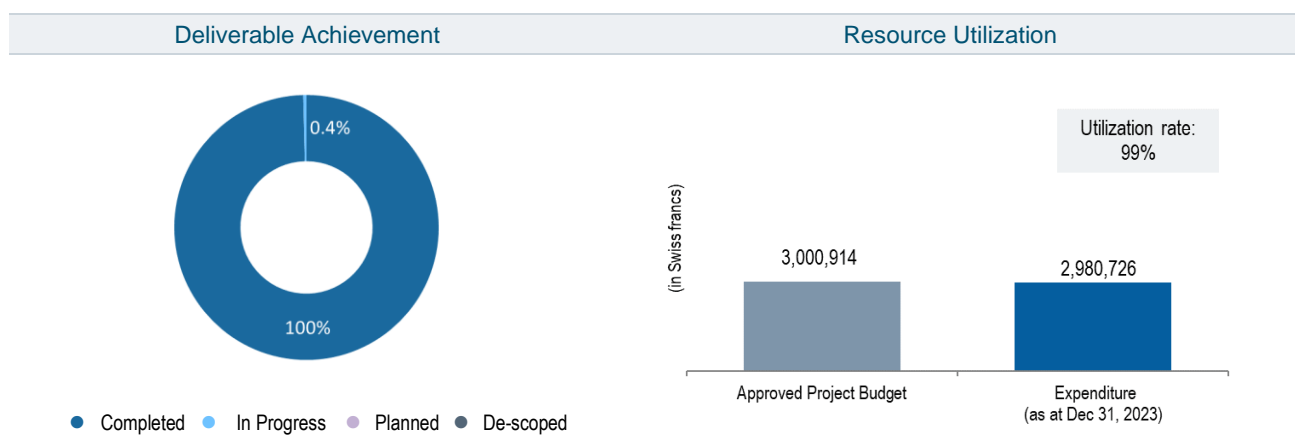 Deliverable Achievement
Resource Utilization
0.4%
100%
Completed
In Progress
Planned
De-scoped
Utilization rate:
99%
(in Swiss francs)
3,000,914
2,980,726
Approved Project Budget
Expenditure
(as at Dec 31, 2023)